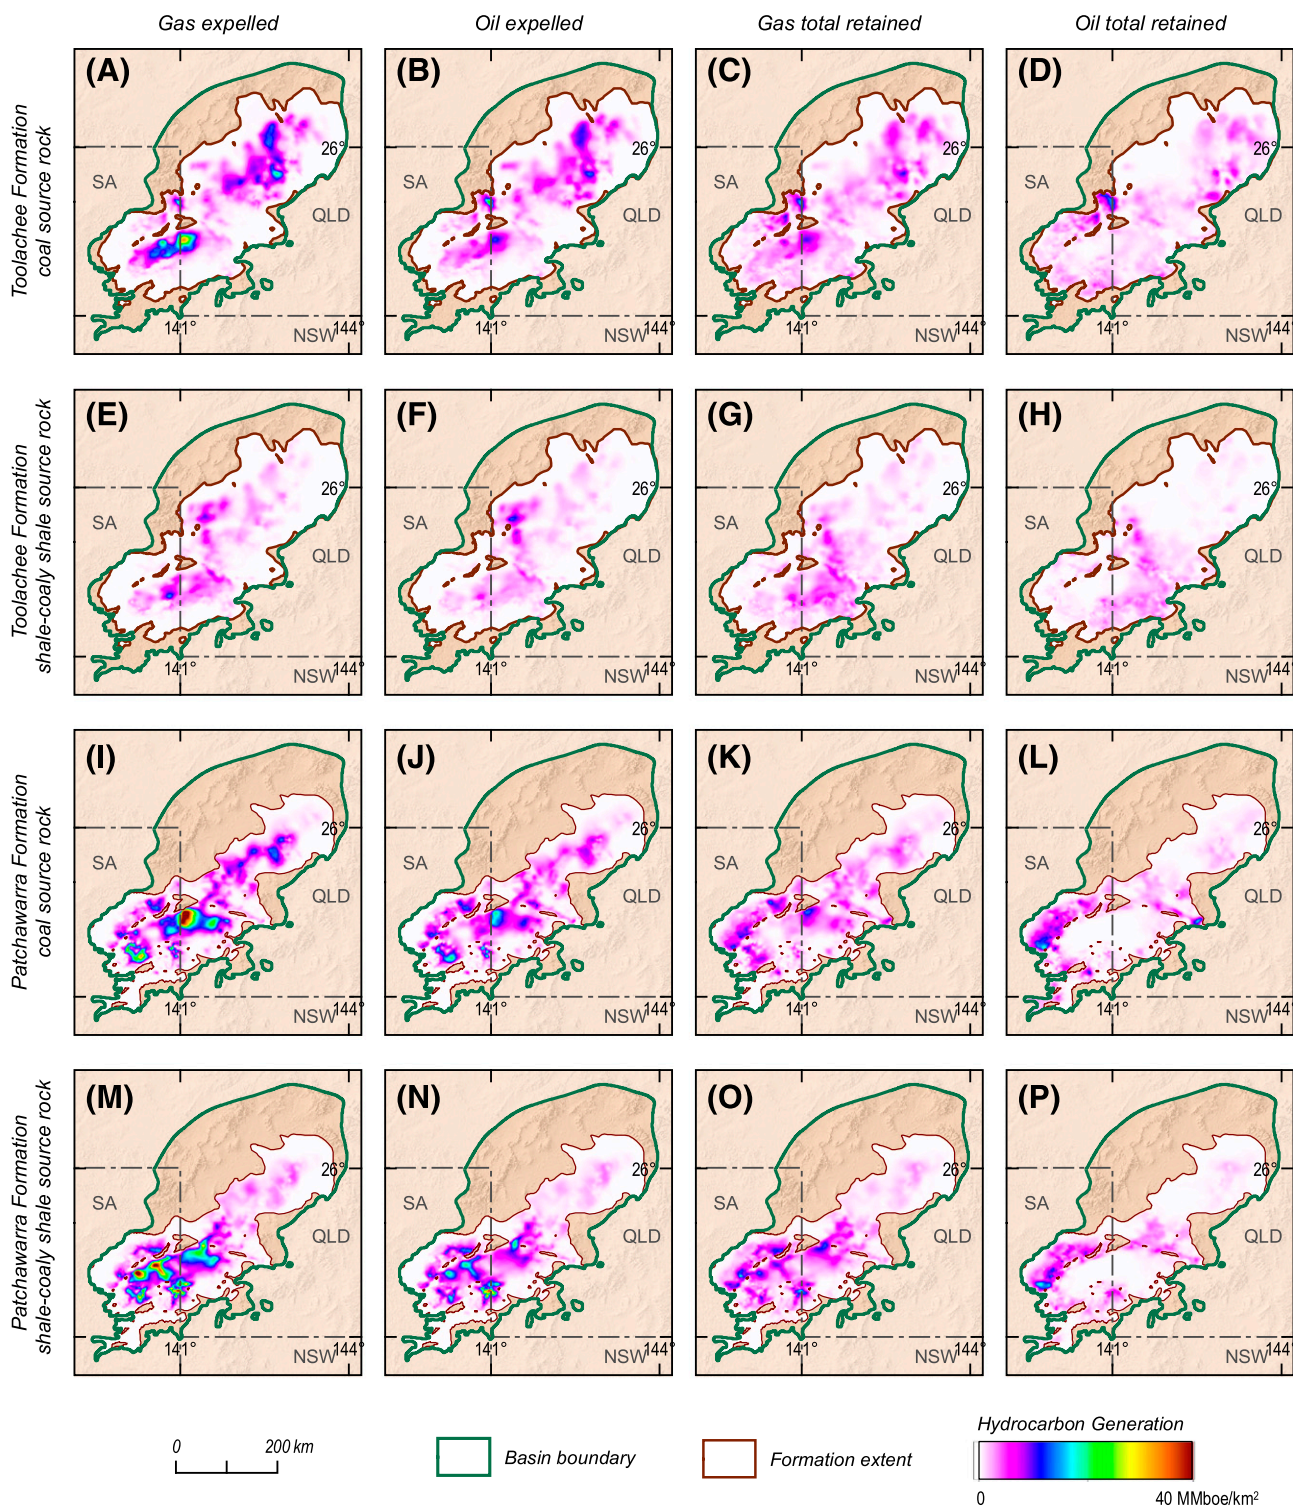 Gas expelled
Oil expelled
Gas total retained
Oil total retained
Toolachee Formation
coal source rock
(A)
SA
26°
QLD
141°
NSW
144°
(B)
SA
26°
QLD
141°
NSW
144°
(C)
SA
26°
QLD
141°
NSW
144°
(D)
SA
26°
QLD
141°
NSW
144
Toolachee Formation
shale-coaly shale source rock
(E)
SA
26°
QLD
141°
NSW
144°
(F)
SA
26°
QLD
141°
NSW
144°
(G)
SA
26°
QLD
141°
NSW
144°
(H)
SA
26°
QLD
141°
NSW
144
Patchawarra Formation
coal source rock
(I)
SA
26°
QLD
141°
NSW
144°
(J)
SA
26°
QLD
141°
NSW
144°
(K)
SA
26°
QLD
141°
NSW
144°
(L)
SA
26°
QLD
141°
NSW
144
Patchawarra Formation
shale-coaly shale source rock
(M)
SA
26°
QLD
141°
NSW
144°
(N)
SA
26°
QLD
141°
NSW
144°
(O)
SA
26°
QLD
141°
NSW
144°
(P)
SA
26°
QLD
141°
NSW
144
0 200 km
Basin boundary
Formation extent
Hydrocarbon Generation
0 40 MMboe/km²